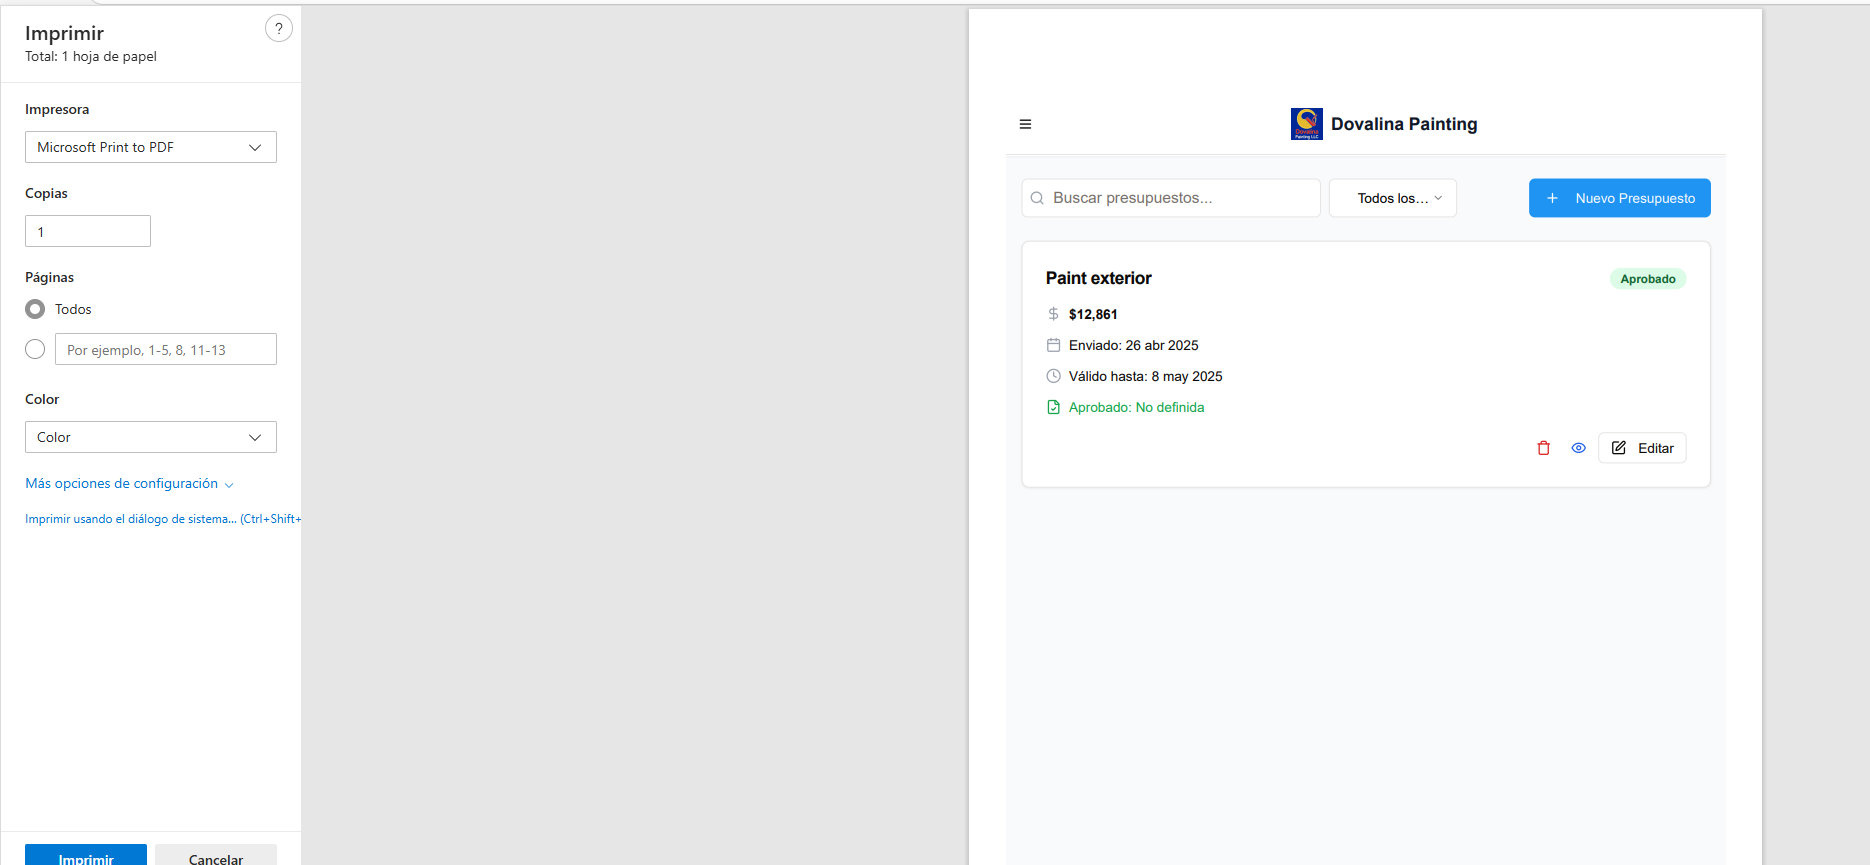 Imprimir
?
Total: 1 hoja de papel
Impresora
Microsoft Print to PDF
Copias
1
Páginas
Todos
Por ejemplo, 1-5, 8, 11-13
Color
Color
Más opciones de configuración
Imprimir usando el diálogo de sistema... (Ctrl+Shift+
Imprimir
Cancelar
Dovalina
Painting LLC
Dovalina Painting
Buscar presupuestos...
Todos los...
+ Nuevo Presupuesto
Paint exterior
Aprobado
$ $12,861
Enviado: 26 abr 2025
Válido hasta: 8 may 2025
Aprobado: No definida
Editar